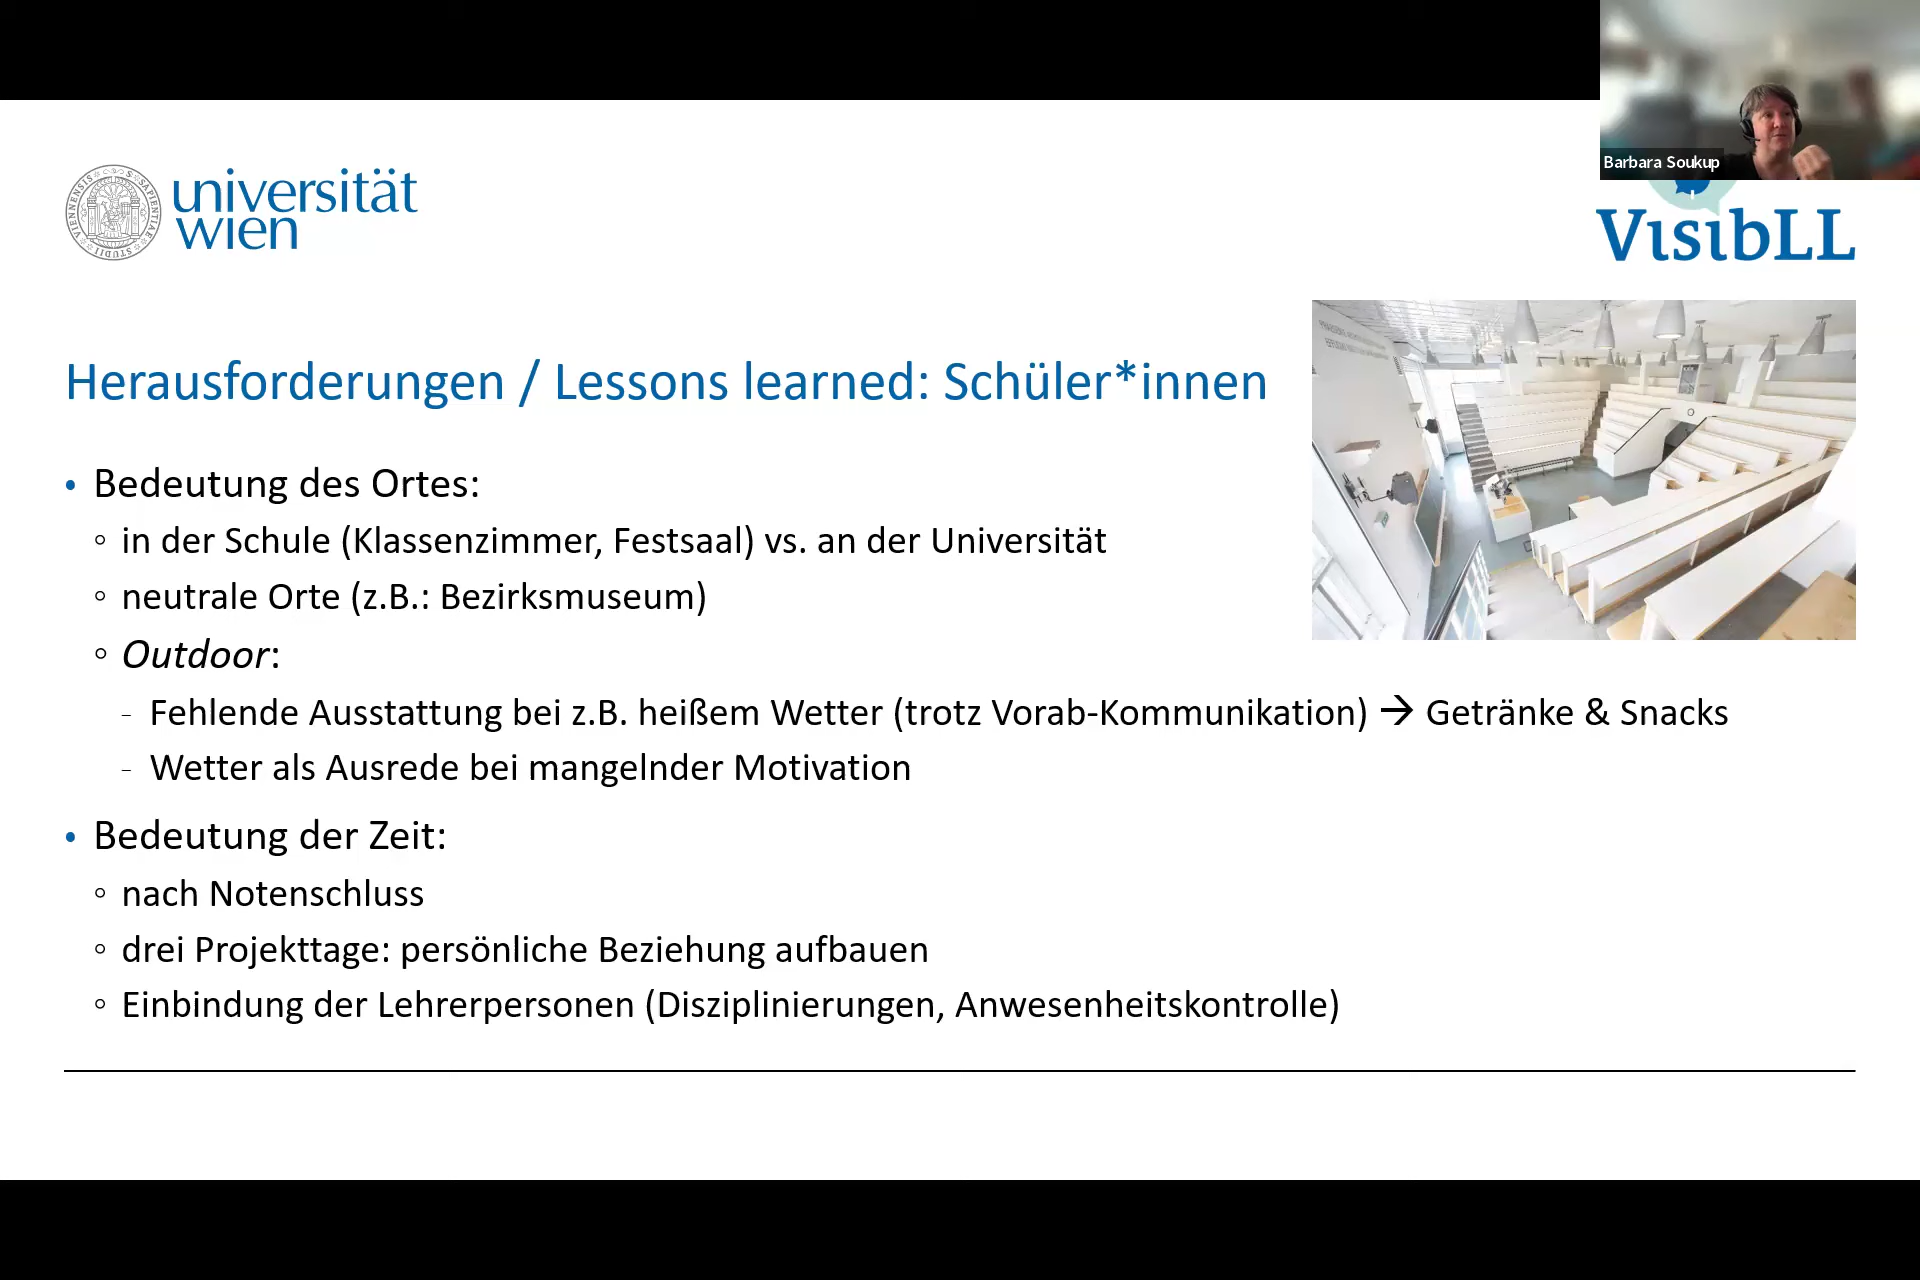 Barbara Soukup
universität
wien
VisibLL
Herausforderungen / Lessons learned: Schüler*innen
• Bedeutung des Ortes:
◦ in der Schule (Klassenzimmer, Festsaal) vs. an der Universität
◦ neutrale Orte (z.B.: Bezirksmuseum)
◦ Outdoor:
- Fehlende Ausstattung bei z.B. heißem Wetter (trotz Vorab-Kommunikation) → Getränke & Snacks
- Wetter als Ausrede bei mangelnder Motivation
• Bedeutung der Zeit:
◦ nach Notenschluss
◦ drei Projekttage: persönliche Beziehung aufbauen
◦ Einbindung der Lehrerpersonen (Disziplinierungen, Anwesenheitskontrolle)